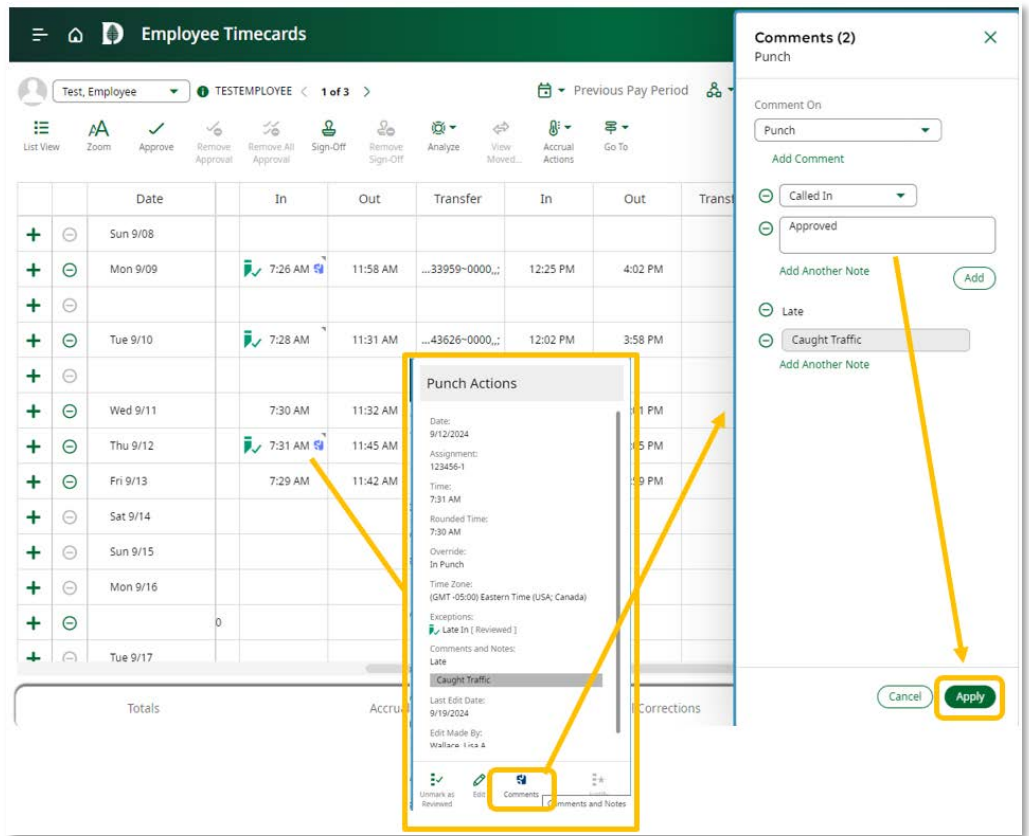 Employee Timecards
Test, Employee
TESTEMPLOYEE
1 of 3
Previous Pay Period
List View
Zoom
Approve
Remove Approval
Remove All Approval
Sign-Off
Remove Sign-Off
Analyze
View Moved...
Accrual Actions
Go To
Date In Out Transfer In Out Transf
Sun 9/08
Mon 9/09 7:26 AM 11:58 AM ...33959~0000,,; 12:25 PM 4:02 PM
Tue 9/10 7:28 AM 11:31 AM ...43626~0000,,; 12:02 PM 3:58 PM
Wed 9/11 7:30 AM 11:32 AM PM
Thu 9/12 7:31 AM 11:45 AM PM
Fri 9/13 7:29 AM 11:42 AM PM
Sat 9/14
Sun 9/15
Mon 9/16
0
Tue 9/17
Totals
Accru
Corrections
Punch Actions
Date:
9/12/2024
Assignment:
123456-1
Time:
7:31 AM
Rounded Time:
7:30 AM
Override:
In Punch
Time Zone:
(GMT -05:00) Eastern Time (USA; Canada)
Exceptions:
Late In [ Reviewed ]
Comments and Notes:
Late
Caught Traffic
Last Edit Date:
9/19/2024
Edit Made By:
Wallace, Lisa A
Unmark as Reviewed
Edit
Comments
Comments and Notes
Comments (2)
Punch
Comment On
Punch
Add Comment
Called In
Approved
Add Another Note
Add
Late
Caught Traffic
Add Another Note
Cancel
Apply